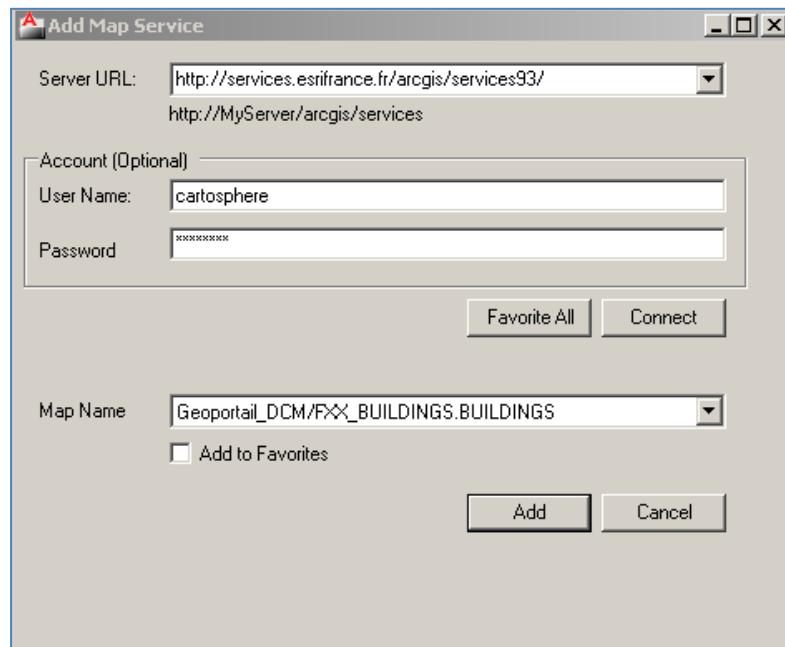 Add Map Service
Server URL: http://services.esrifrance.fr/arcgis/services93/
http://MyServer/arcgis/services
Account (Optional)
User Name: cartosphere
Password ********
Favorite All Connect
Map Name Geoportail_DCM/FXX_BUILDINGS.BUILDINGS
Add to Favorites
Add Cancel